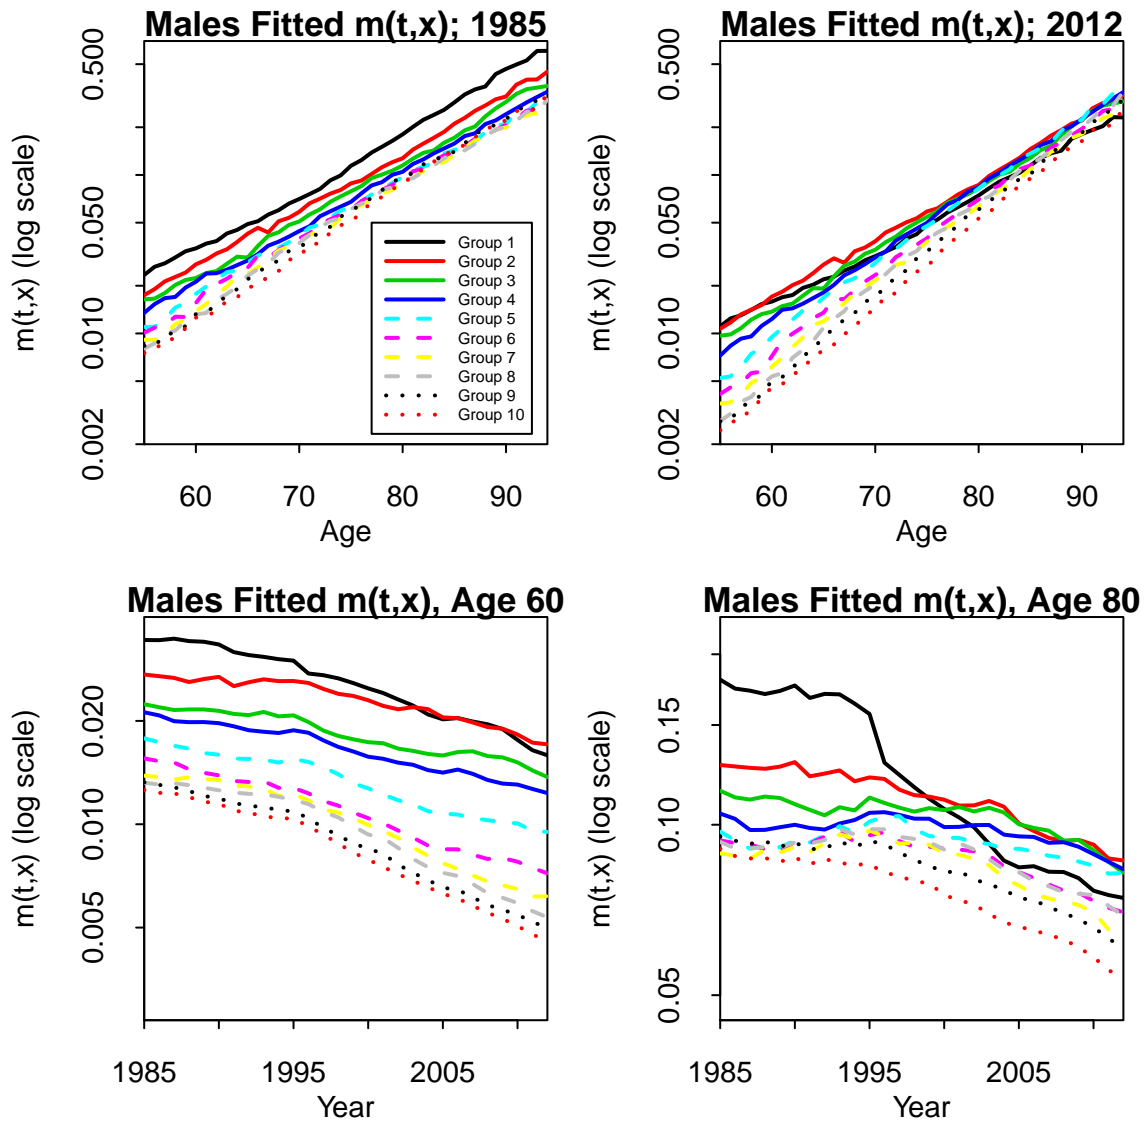 Males Fitted m(t,x); 1985
m(t,x) (log scale)
0.500
0.050
0.010
0.002
Group 1
Group 2
Group 3
Group 4
Group 5
Group 6
Group 7
Group 8
Group 9
Group 10
60 70 80 90
Age
Males Fitted m(t,x); 2012
m(t,x) (log scale)
0.500
0.050
0.010
0.002
60 70 80 90
Age
Males Fitted m(t,x), Age 60
m(t,x) (log scale)
0.020
0.010
0.005
1985 1995 2005
Year
Males Fitted m(t,x), Age 80
m(t,x) (log scale)
0.15
0.10
0.05
1985 1995 2005
Year